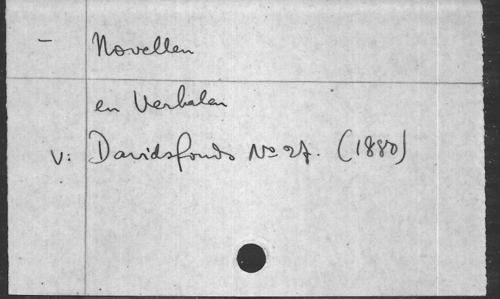 - Novellen
en Verhalen
V: Davidsfonds No 27. (1880)